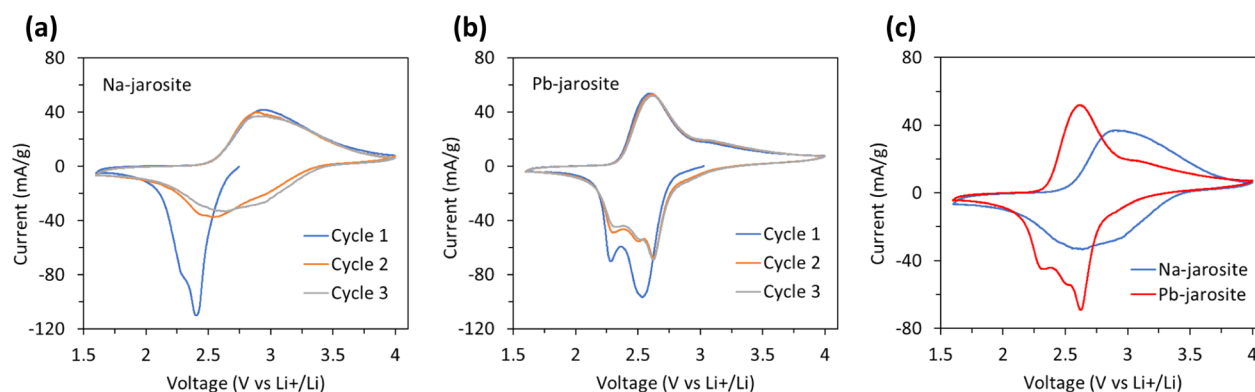 (a)
80
40
0
-40
-80
-120
Current (mA/g)
Na-jarosite
Cycle 1
Cycle 2
Cycle 3
1.5 2 2.5 3 3.5 4
Voltage (V vs Li+/Li)
(b)
80
40
0
-40
-80
-120
Current (mA/g)
Pb-jarosite
Cycle 1
Cycle 2
Cycle 3
1.5 2 2.5 3 3.5 4
Voltage (V vs Li+/Li)
(c)
80
40
0
-40
-80
Current (mA/g)
Na-jarosite
Pb-jarosite
1.5 2 2.5 3 3.5 4
Voltage (V vs Li+/Li)